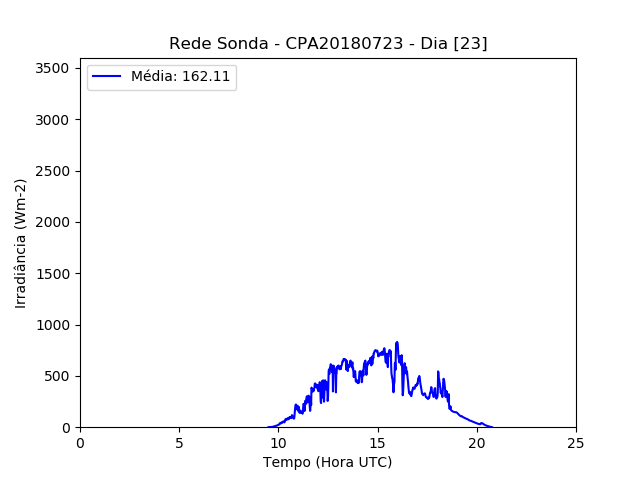 Rede Sonda - CPA20180723 - Dia [23]
Média: 162.11
Irradiância (Wm-2)
3500
3000
2500
2000
1500
1000
500
0
0 5 10 15 20 25
Tempo (Hora UTC)